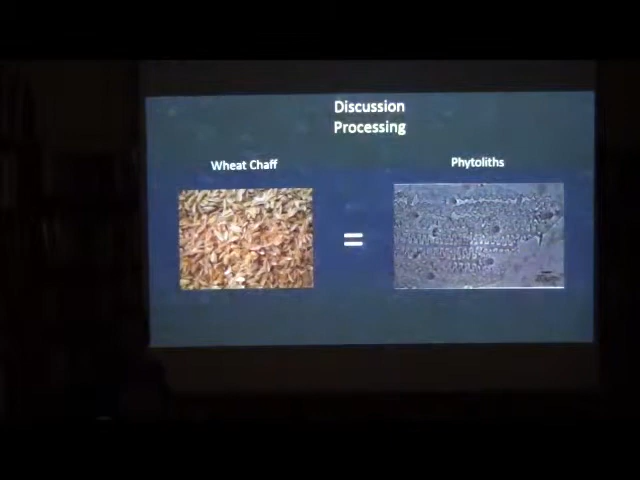 Discussion
Processing
Wheat Chaff
Phytoliths
=